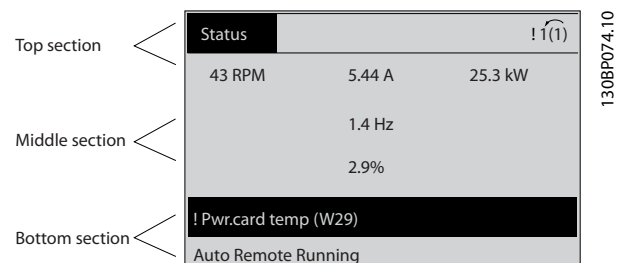 Top section
Status
! 1(1)
43 RPM 5.44 A 25.3 kW
Middle section
1.4 Hz
2.9%
! Pwr.card temp (W29)
Bottom section
Auto Remote Running
130BP074.10